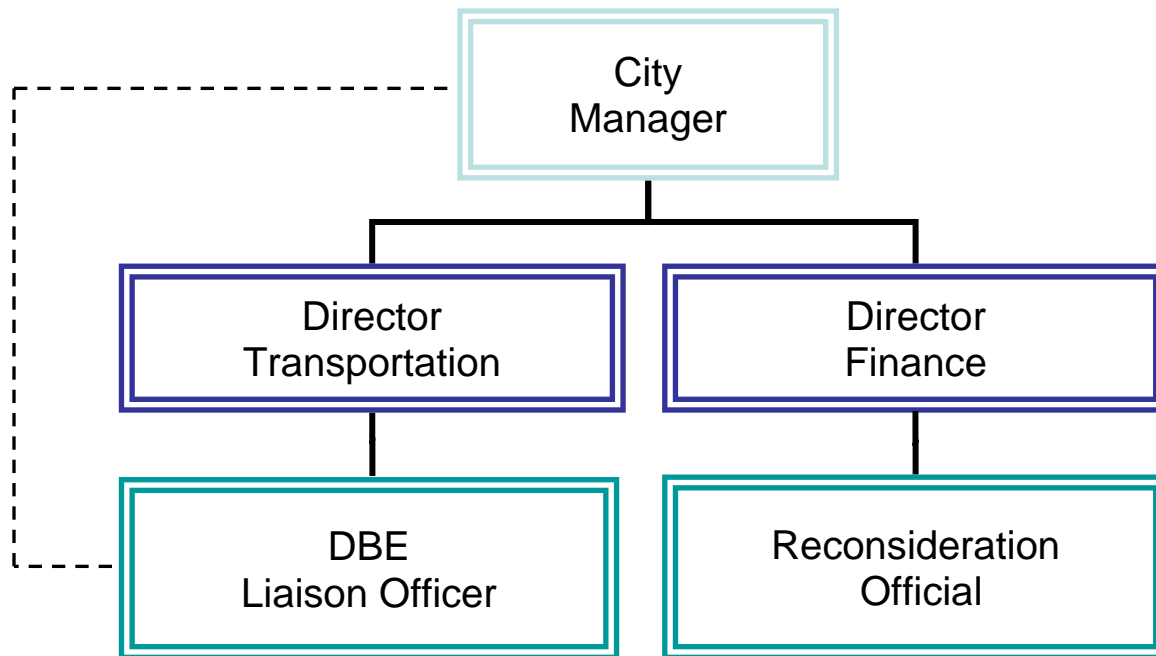 City
Manager
Director
Transportation
Director
Finance
DBE
Liaison Officer
Reconsideration
Official